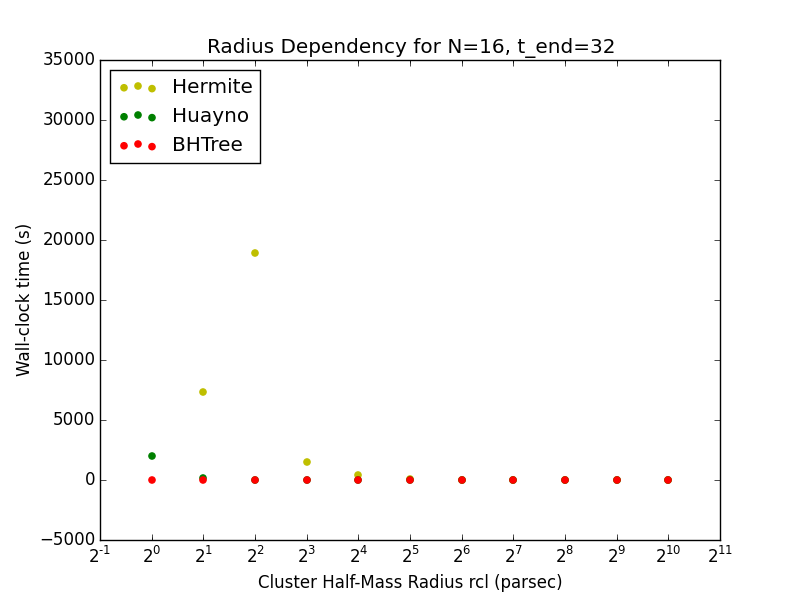 Radius Dependency for N=16, t_end=32
35000
30000
25000
20000
15000
10000
5000
0
−5000
Hermite
Huayno
BHTree
Wall-clock time (s)
2^-1 2^0 2^1 2^2 2^3 2^4 2^5 2^6 2^7 2^8 2^9 2^10 2^11
Cluster Half-Mass Radius rcl (parsec)